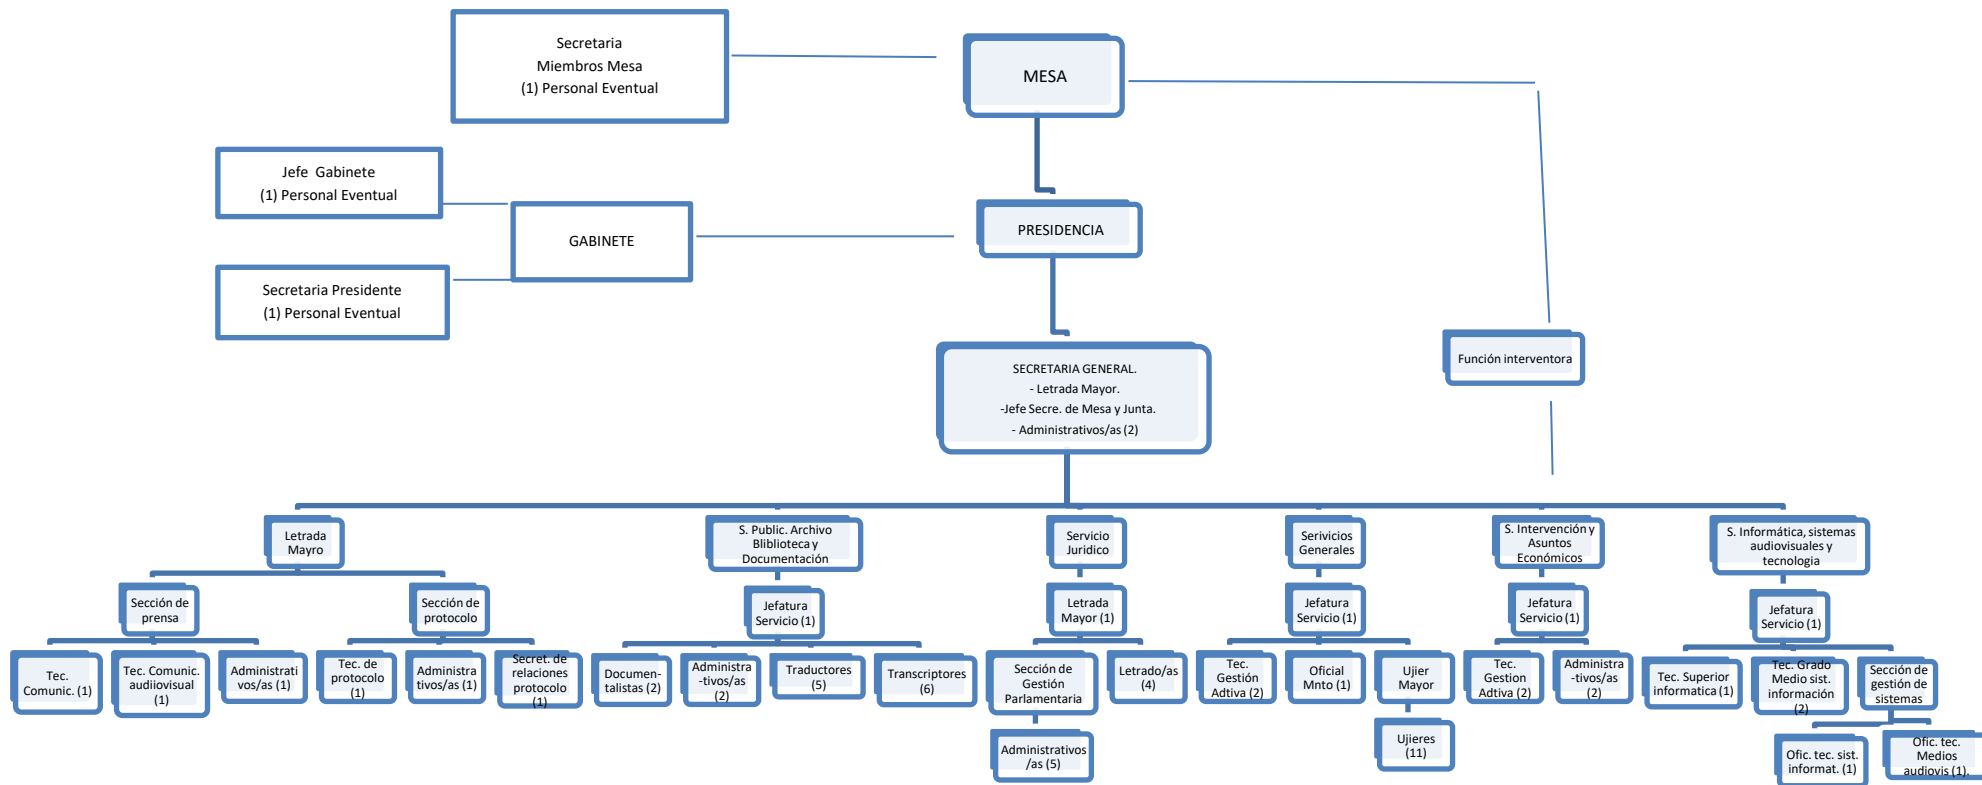 Secretaria
Miembros Mesa
(1) Personal Eventual
MESA
Jefe  Gabinete
(1) Personal Eventual
GABINETE
PRESIDENCIA
Secretaria Presidente
(1) Personal Eventual
SECRETARIA GENERAL.
- Letrada Mayor.
-Jefe Secre. de Mesa y Junta.
- Administrativos/as (2)
Función interventora
Letrada
Mayro
S. Public. Archivo
Bliblioteca y
Documentación
Servicio
Juridico
Serivicios
Generales
S. Intervención y
Asuntos
Económicos
S. Informática, sistemas
audiovisuales y
tecnologia
Sección de
prensa
Sección de
protocolo
Jefatura
Servicio (1)
Letrada
Mayor (1)
Jefatura
Servicio (1)
Jefatura
Servicio (1)
Jefatura
Servicio (1)
Tec.
Comunic. (1)
Tec. Comunic.
audiiovisual
(1)
Administrati
vos/as (1)
Tec. de
protocolo
(1)
Administra
tivos/as (1)
Secret. de
relaciones
protocolo
(1)
Documen-
talistas (2)
Administra
-tivos/as
(2)
Traductores
(5)
Transcriptores
(6)
Sección de
Gestión
Parlamentaria
Letrado/as
(4)
Tec.
Gestión
Adtiva (2)
Oficial
Mnto (1)
Ujier
Mayor
Tec.
Gestion
Adtiva (2)
Administra
-tivos/as
(2)
Tec. Superior
informatica (1)
Tec. Grado
Medio sist.
información
(2)
Sección de
gestión de
sistemas
Administrativos
/as (5)
Ujieres
(11)
Ofic. tec. sist.
informat. (1)
Ofic. tec.
Medios
audiovis (1).